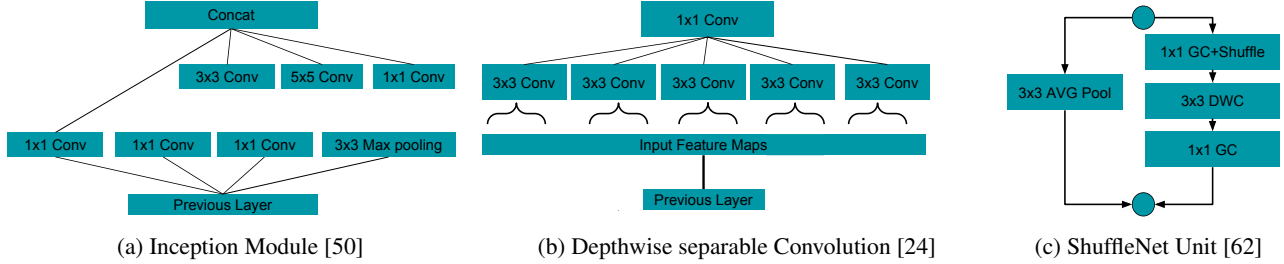 Concat
3x3 Conv 5x5 Conv 1x1 Conv
1x1 Conv 1x1 Conv 1x1 Conv 3x3 Max pooling
Previous Layer
(a) Inception Module [50]
1x1 Conv
3x3 Conv 3x3 Conv 3x3 Conv 3x3 Conv 3x3 Conv
Input Feature Maps
Previous Layer
(b) Depthwise separable Convolution [24]
1x1 GC+Shuffle
3x3 AVG Pool
3x3 DWC
1x1 GC
(c) ShuffleNet Unit [62]